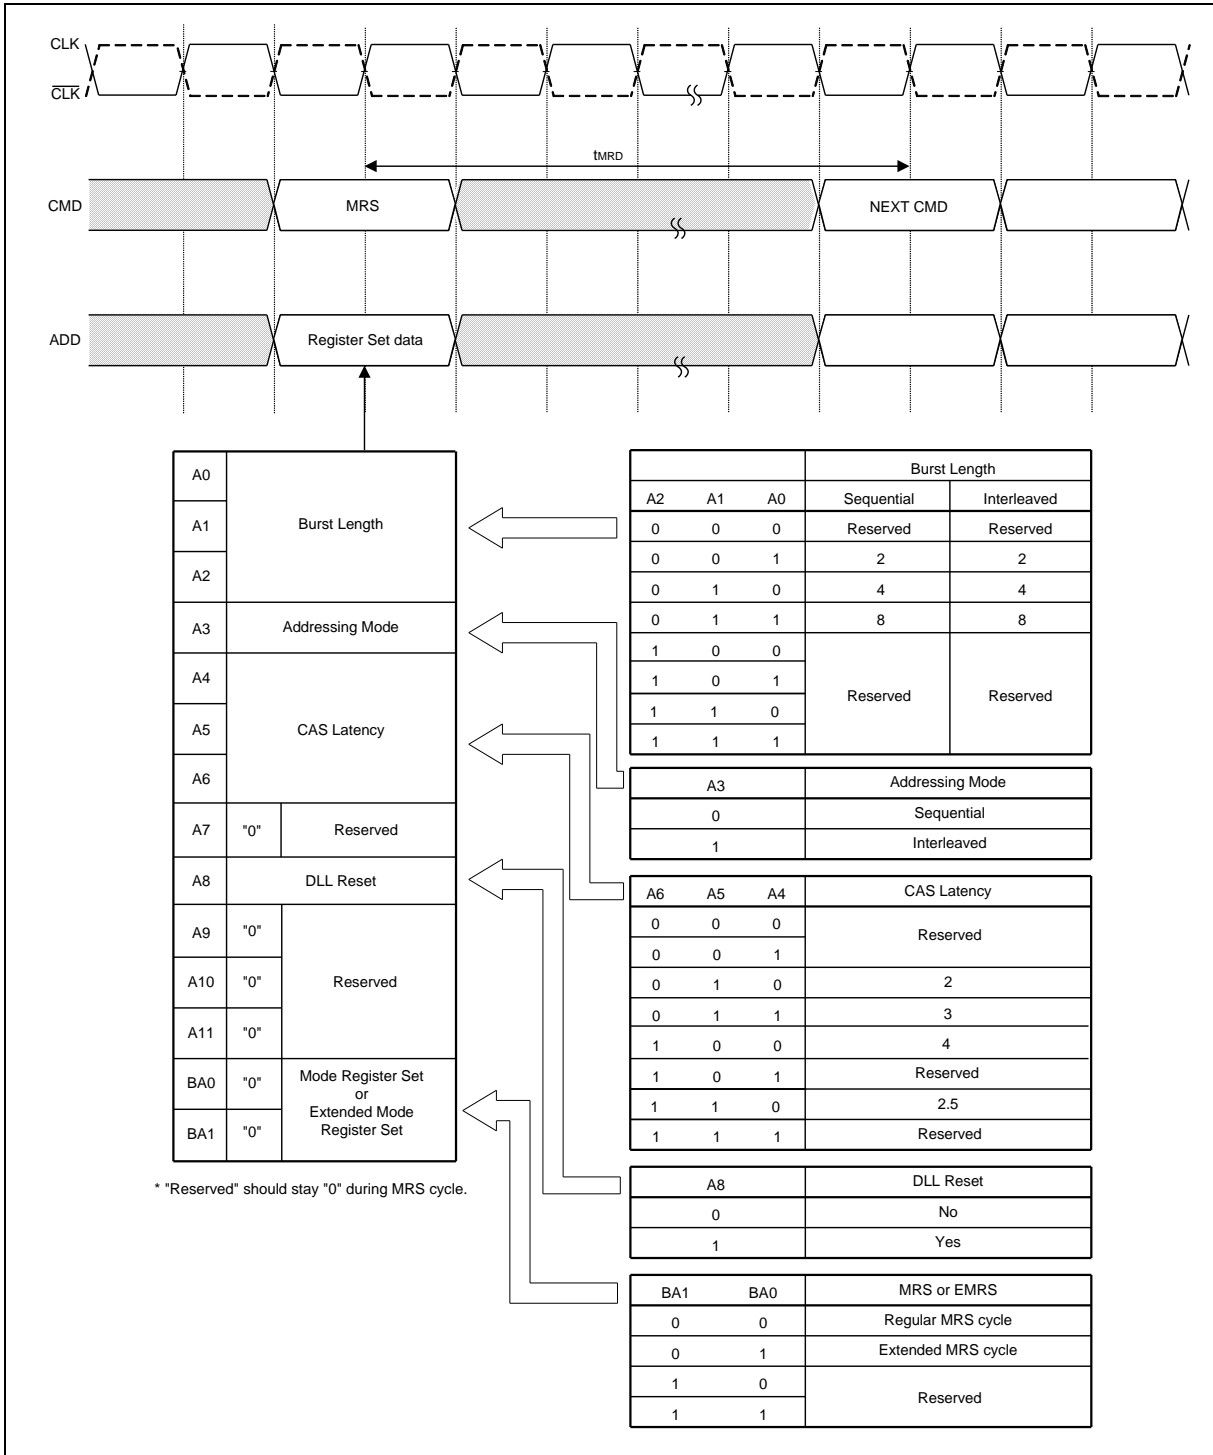 CLK
CLK
tMRD
CMD MRS NEXT CMD
ADD Register Set data
A0
A1 Burst Length
A2
A3 Addressing Mode
A4
A5 CAS Latency
A6
A7 "0" Reserved
A8 DLL Reset
A9 "0"
A10 "0" Reserved
A11 "0"
BA0 "0" Mode Register Set
or
Extended Mode
BA1 "0" Register Set
* "Reserved" should stay "0" during MRS cycle.
Burst Length
A2 A1 A0 Sequential Interleaved
0 0 0 Reserved Reserved
0 0 1 2 2
0 1 0 4 4
0 1 1 8 8
1 0 0
1 0 1
Reserved Reserved
1 1 0
1 1 1
A3 Addressing Mode
0 Sequential
1 Interleaved
A6 A5 A4 CAS Latency
0 0 0
Reserved
0 0 1
0 1 0 2
0 1 1 3
1 0 0 4
1 0 1 Reserved
1 1 0 2.5
1 1 1 Reserved
A8 DLL Reset
0 No
1 Yes
BA1 BA0 MRS or EMRS
0 0 Regular MRS cycle
0 1 Extended MRS cycle
1 0
Reserved
1 1